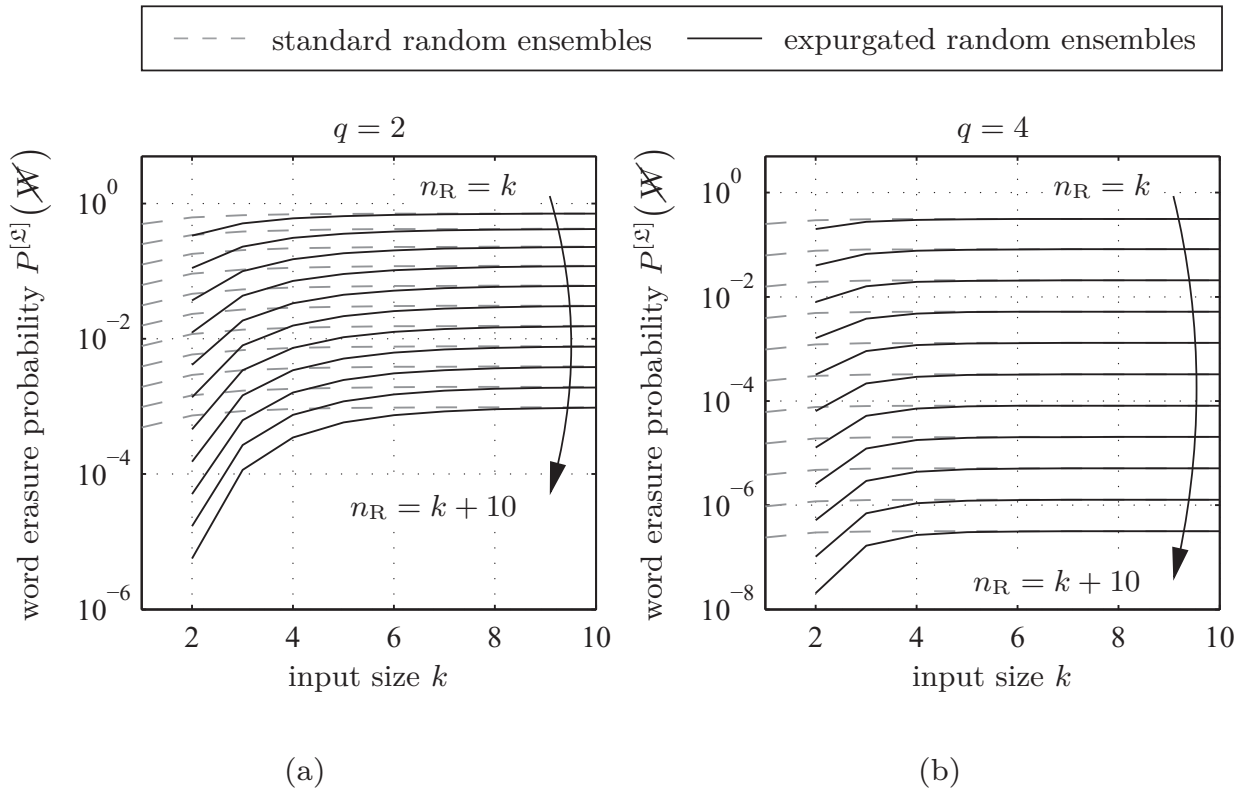 standard random ensembles expurgated random ensembles
q = 2
word erasure probability P^[𝔏](W̸)
10^0
10^−2
10^−4
10^−6
n_R = k
n_R = k + 10
2 4 6 8 10
input size k
(a)
q = 4
word erasure probability P^[𝔏](W̸)
10^0
10^−2
10^−4
10^−6
10^−8
n_R = k
n_R = k + 10
2 4 6 8 10
input size k
(b)